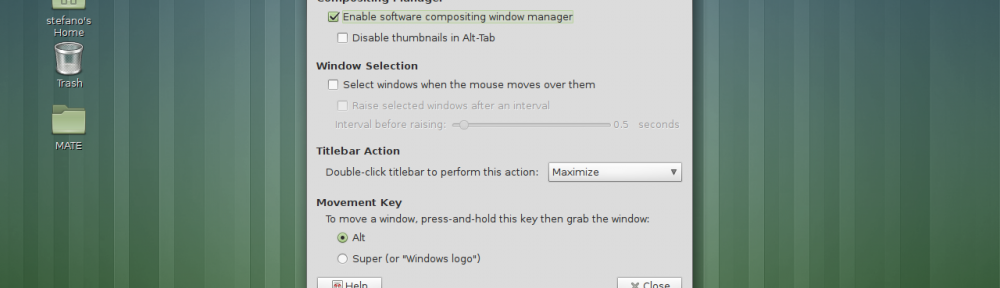 Compositing Manager
Enable software compositing window manager
Disable thumbnails in Alt-Tab
Window Selection
Select windows when the mouse moves over them
Raise selected windows after an interval
Interval before raising: 0.5 seconds
Titlebar Action
Double-click titlebar to perform this action: Maximize
Movement Key
To move a window, press-and-hold this key then grab the window:
Alt
Super (or "Windows logo")
Help
Close
stefano's
Home
Trash
MATE